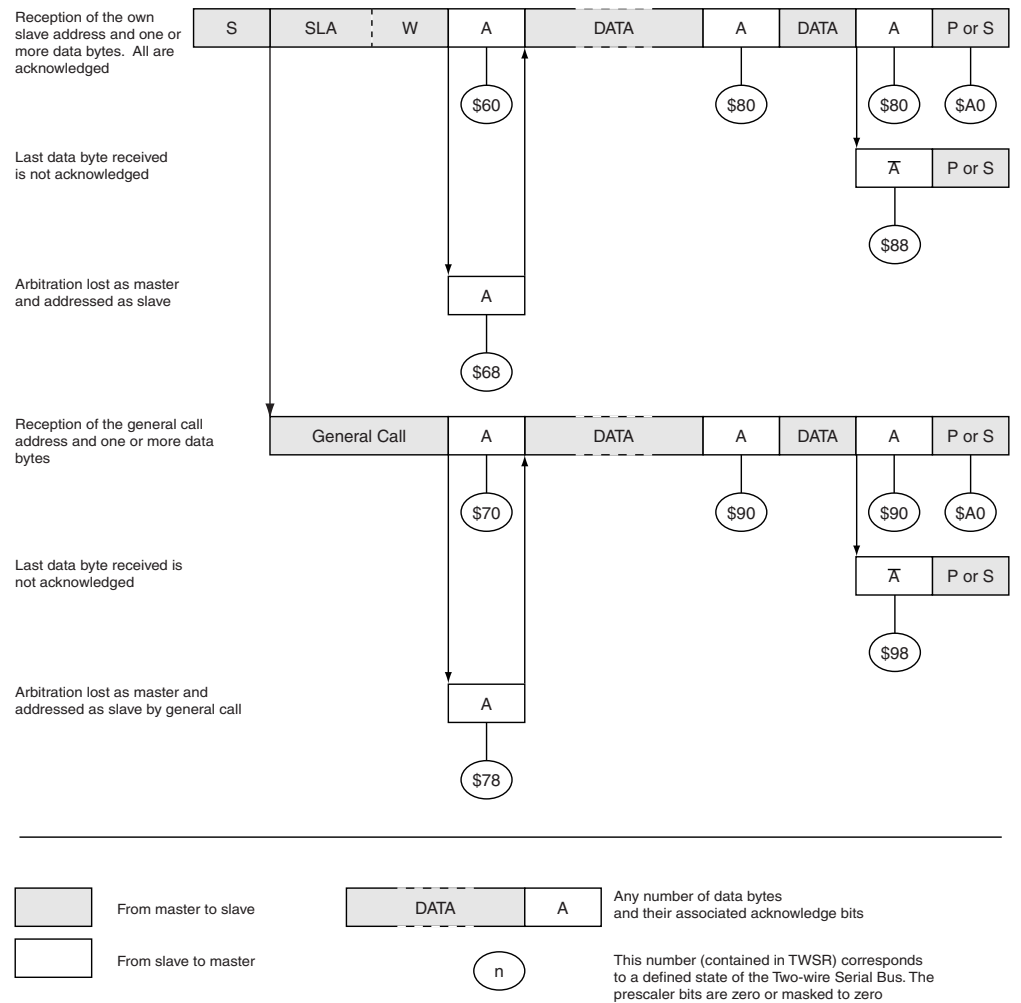 Reception of the own
slave address and one or
more data bytes. All are
acknowledged
S SLA W A DATA A DATA A P or S
$60 $80 $80 $A0
Last data byte received
is not acknowledged
A̅ P or S
$88
Arbitration lost as master
and addressed as slave
A
$68
Reception of the general call
address and one or more data
bytes
General Call A DATA A DATA A P or S
$70 $90 $90 $A0
Last data byte received is
not acknowledged
A̅ P or S
$98
Arbitration lost as master and
addressed as slave by general call
A
$78
From master to slave
DATA A
Any number of data bytes
and their associated acknowledge bits
From slave to master
n
This number (contained in TWSR) corresponds
to a defined state of the Two-wire Serial Bus. The
prescaler bits are zero or masked to zero